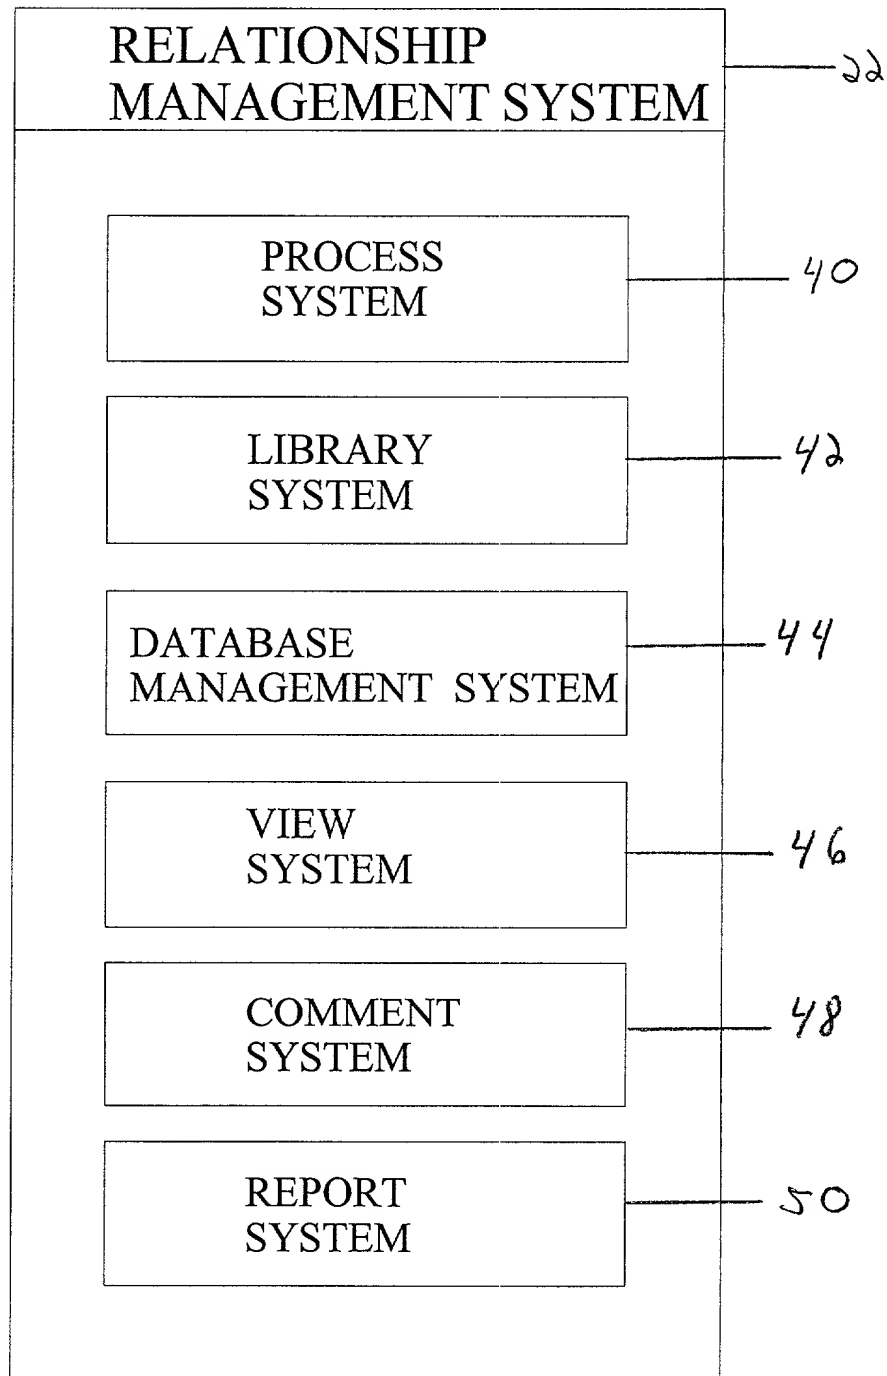 RELATIONSHIP
MANAGEMENT SYSTEM
22
PROCESS
SYSTEM
40
LIBRARY
SYSTEM
42
DATABASE
MANAGEMENT SYSTEM
44
VIEW
SYSTEM
46
COMMENT
SYSTEM
48
REPORT
SYSTEM
50